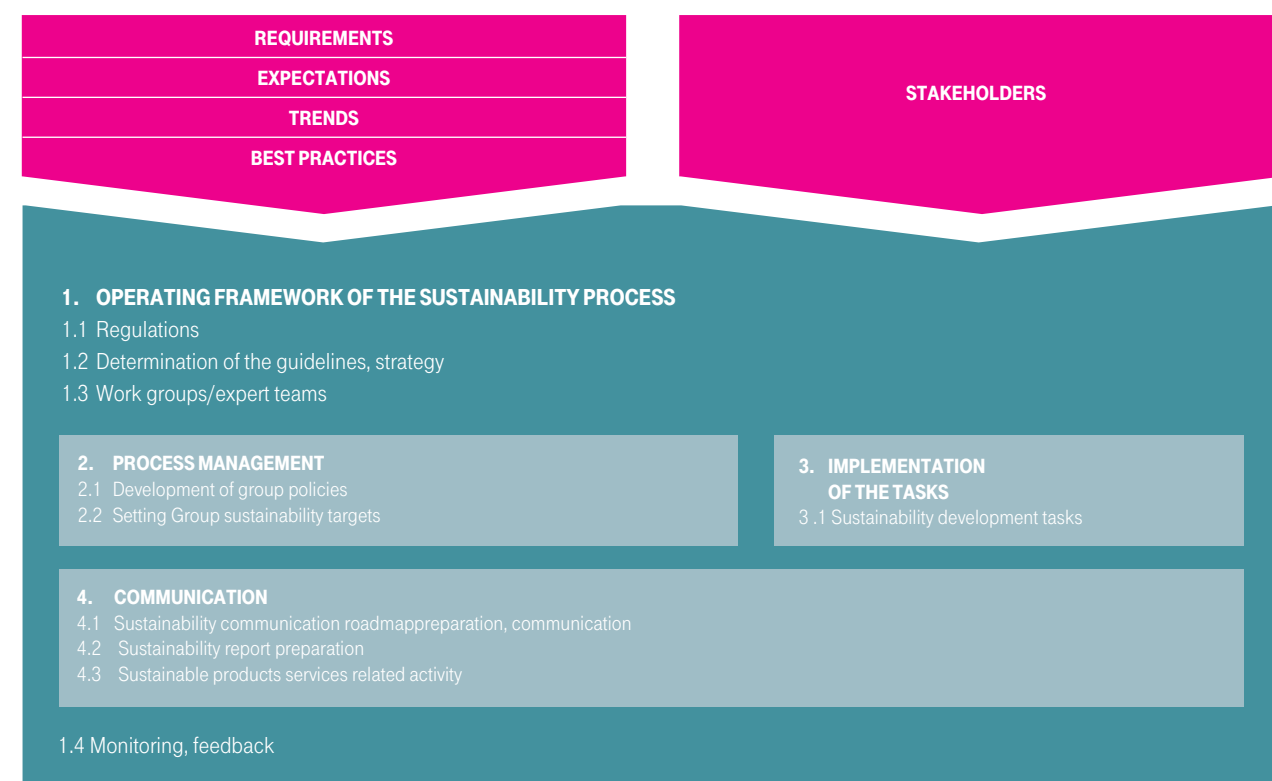 REQUIREMENTS
EXPECTATIONS
TRENDS
BEST PRACTICES
STAKEHOLDERS
1. OPERATING FRAMEWORK OF THE SUSTAINABILITY PROCESS
1.1 Regulations
1.2 Determination of the guidelines, strategy
1.3 Work groups/expert teams
2. PROCESS MANAGEMENT
2.1 Development of group policies
2.2 Setting Group sustainability targets
3. IMPLEMENTATION
OF THE TASKS
3 .1 Sustainability development tasks
4. COMMUNICATION
4.1 Sustainability communication roadmappreparation, communication
4.2 Sustainability report preparation
4.3 Sustainable products services related activity
1.4 Monitoring, feedback